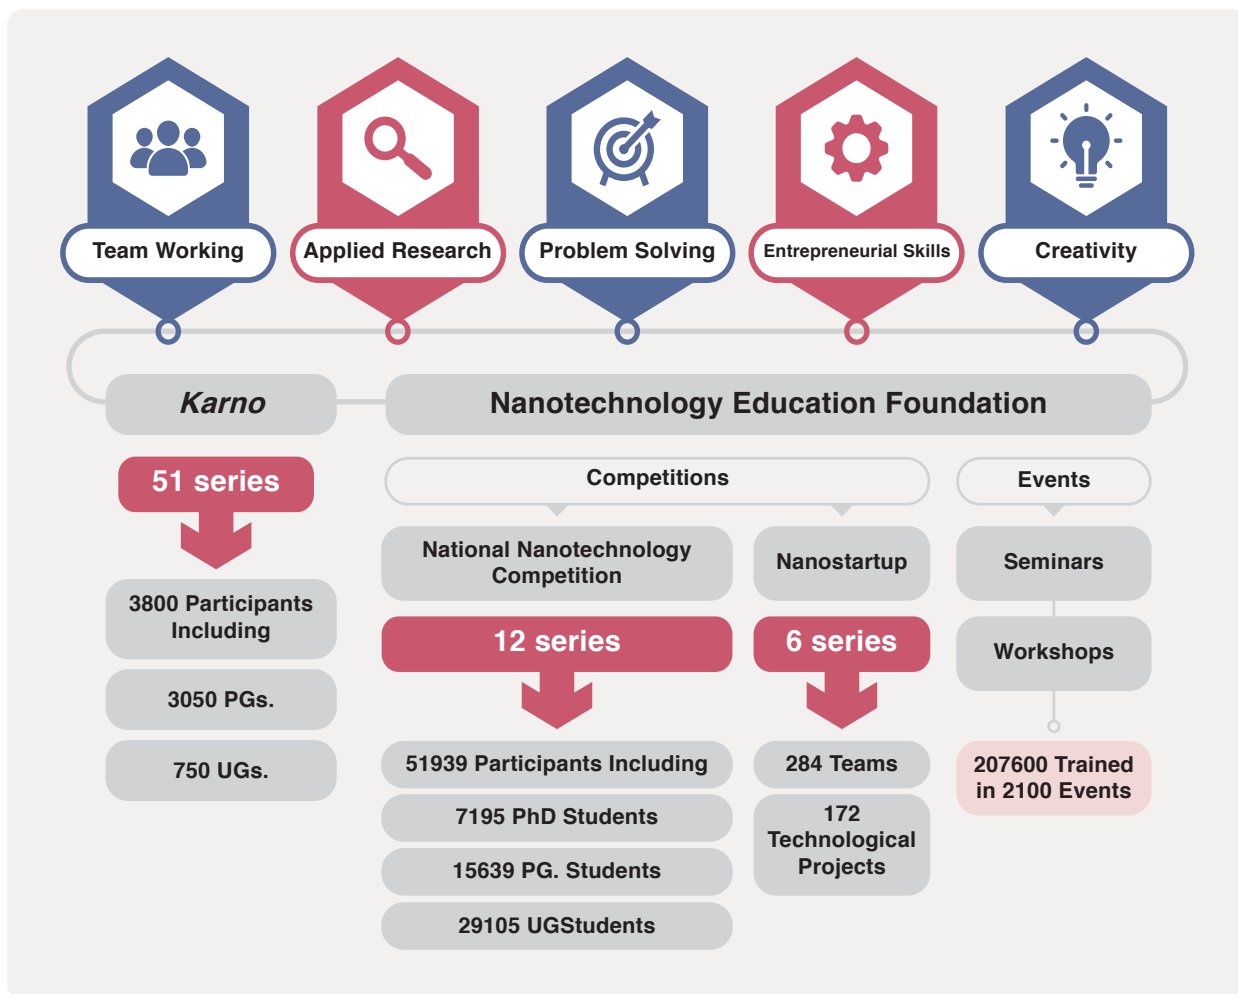 Team Working
Applied Research
Problem Solving
Entrepreneurial Skills
Creativity
Karno
Nanotechnology Education Foundation
51 series
3800 Participants
Including
3050 PGs.
750 UGs.
Competitions
National Nanotechnology
Competition
12 series
51939 Participants Including
7195 PhD Students
15639 PG. Students
29105 UGStudents
Nanostartup
6 series
284 Teams
172
Technological
Projects
Events
Seminars
Workshops
207600 Trained
in 2100 Events